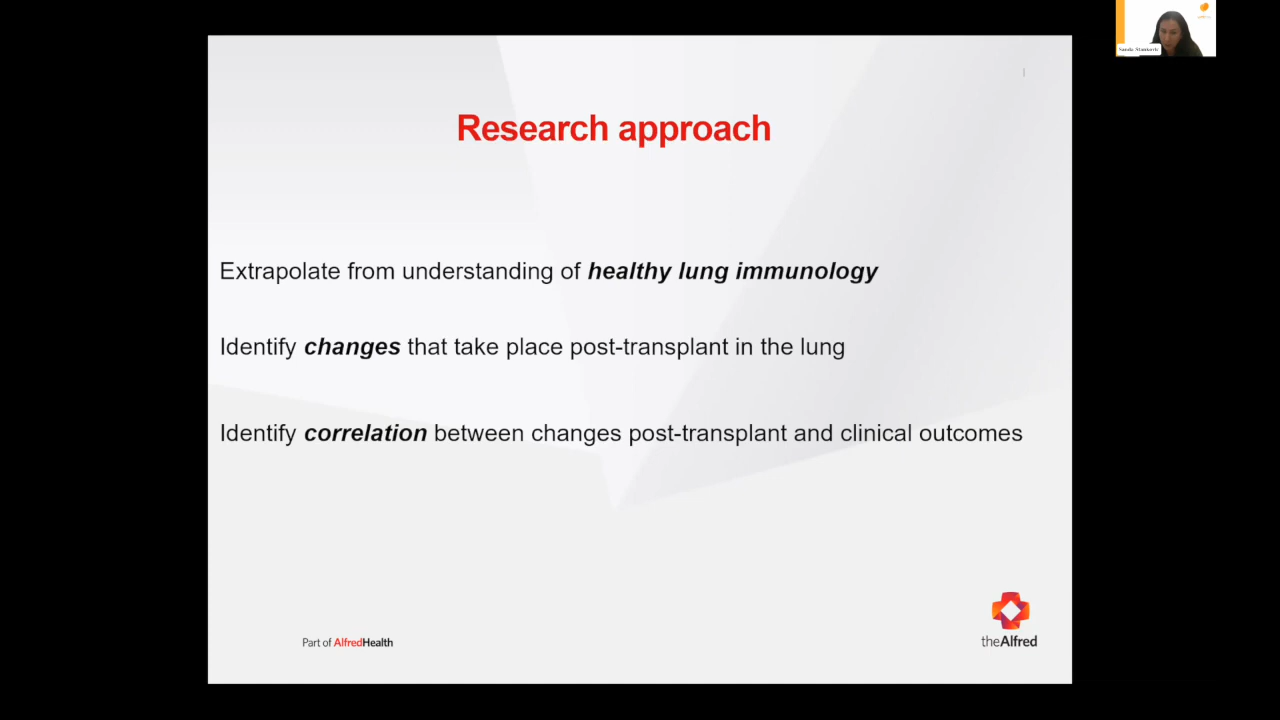 Research approach
Extrapolate from understanding of healthy lung immunology
Identify changes that take place post-transplant in the lung
Identify correlation between changes post-transplant and clinical outcomes
Part of AlfredHealth
theAlfred